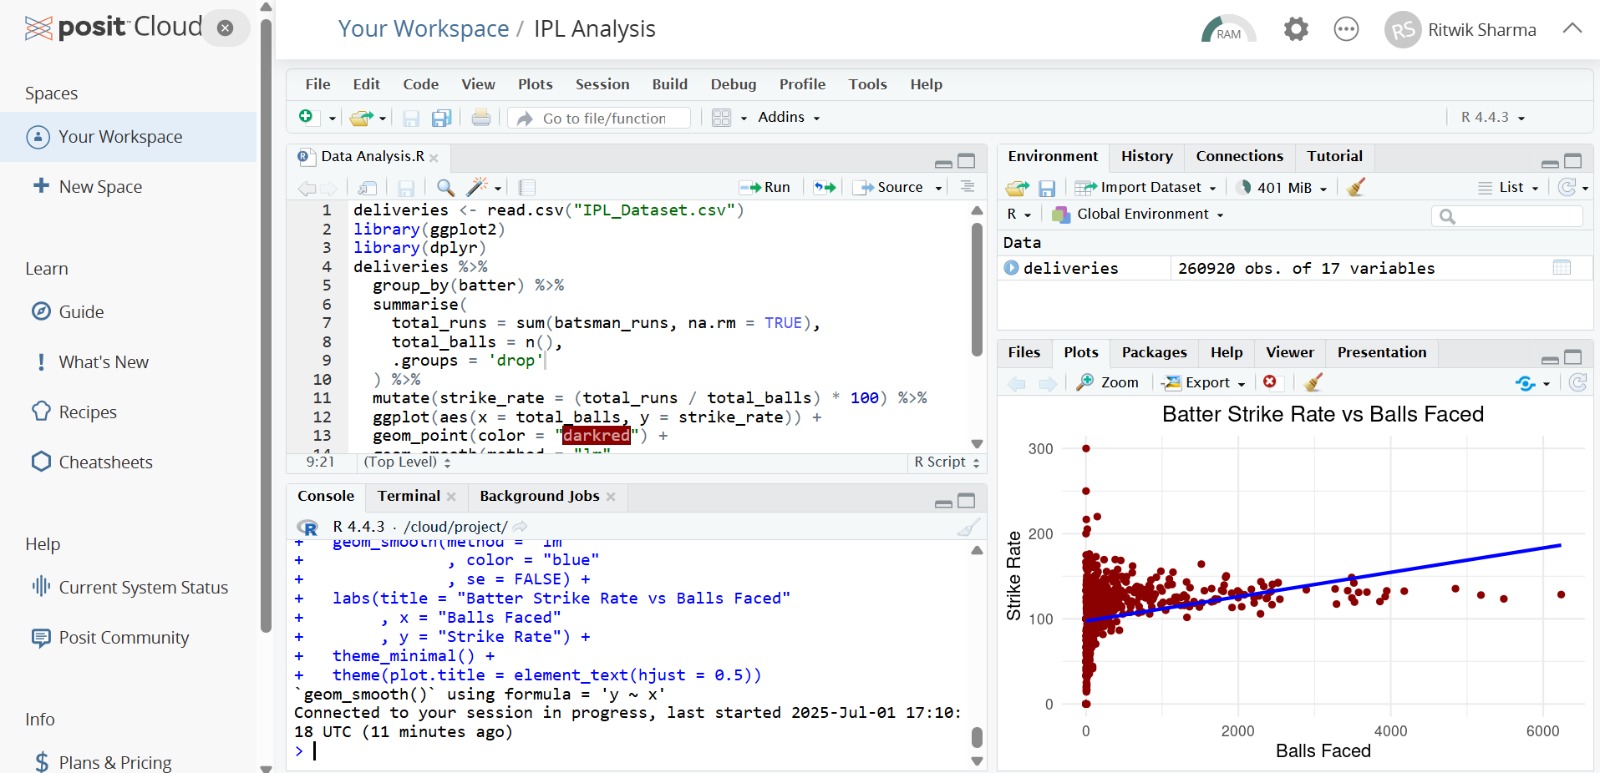 posit Cloud
Your Workspace / IPL Analysis
RAM
RS
Ritwik Sharma
Spaces
Your Workspace
New Space
Learn
Guide
What's New
Recipes
Cheatsheets
Help
Current System Status
Posit Community
Info
Plans & Pricing
File Edit Code View Plots Session Build Debug Profile Tools Help
Go to file/function
Addins
R 4.4.3
Data Analysis.R
Run
Source
1 deliveries <- read.csv("IPL_Dataset.csv")
2 library(ggplot2)
3 library(dplyr)
4 deliveries %>%
5   group_by(batter) %>%
6   summarise(
7     total_runs = sum(batsman_runs, na.rm = TRUE),
8     total_balls = n(),
9     .groups = 'drop'
10   ) %>%
11   mutate(strike_rate = (total_runs / total_balls) * 100) %>%
12   ggplot(aes(x = total_balls, y = strike_rate)) +
13   geom_point(color = "darkred") +
14   geom_smooth(method = "lm"
9:21
(Top Level)
R Script
Console Terminal Background Jobs
R 4.4.3 · /cloud/project/
+   geom_smooth(method = "lm"
+               , color = "blue"
+               , se = FALSE) +
+   labs(title = "Batter Strike Rate vs Balls Faced"
+        , x = "Balls Faced"
+        , y = "Strike Rate") +
+   theme_minimal() +
+   theme(plot.title = element_text(hjust = 0.5))
`geom_smooth()` using formula = 'y ~ x'
Connected to your session in progress, last started 2025-Jul-01 17:10:
18 UTC (11 minutes ago)
>
Environment History Connections Tutorial
Import Dataset
401 MiB
List
R
Global Environment
Data
deliveries 260920 obs. of 17 variables
Files Plots Packages Help Viewer Presentation
Zoom
Export
Batter Strike Rate vs Balls Faced
Strike Rate
300
200
100
0
0 2000 4000 6000
Balls Faced